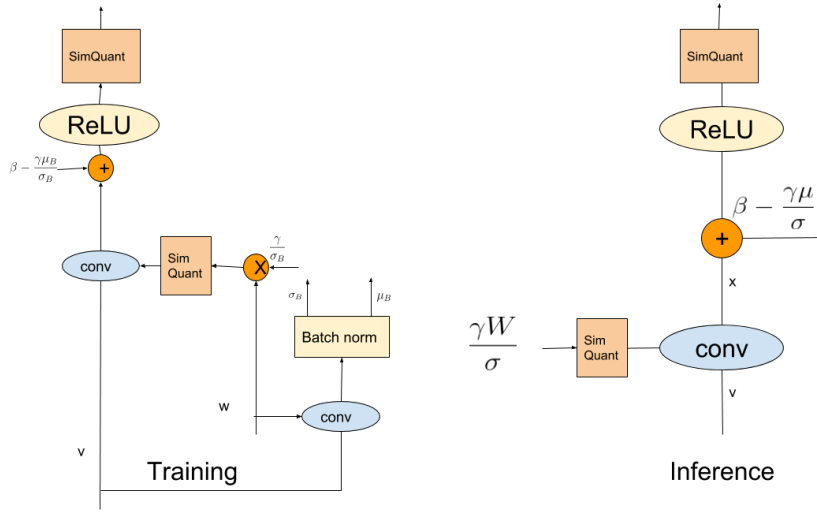 SimQuant
ReLU
β − γμ_B / σ_B
+
conv
Sim
Quant
X
γ / σ_B
σ_B
μ_B
Batch norm
w
conv
v
Training
SimQuant
ReLU
β − γμ / σ
+
x
γW / σ
Sim
Quant
conv
v
Inference